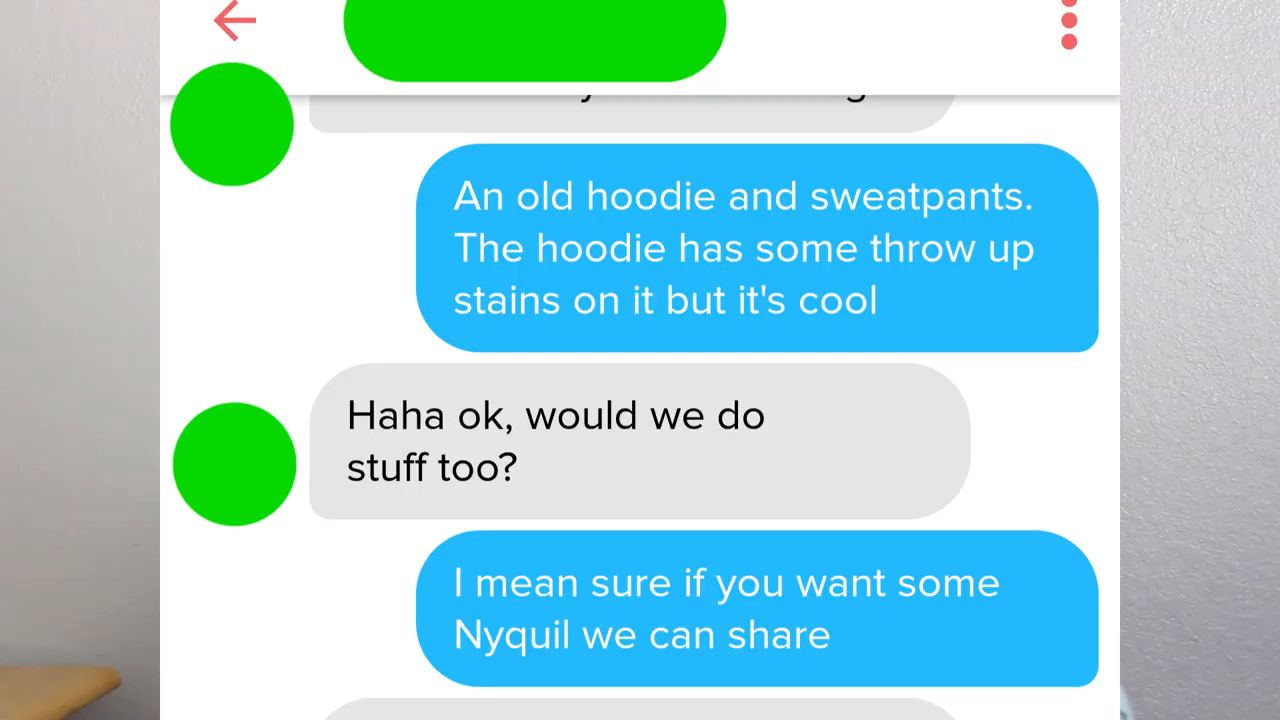 An old hoodie and sweatpants.
The hoodie has some throw up
stains on it but it's cool
Haha ok, would we do
stuff too?
I mean sure if you want some
Nyquil we can share